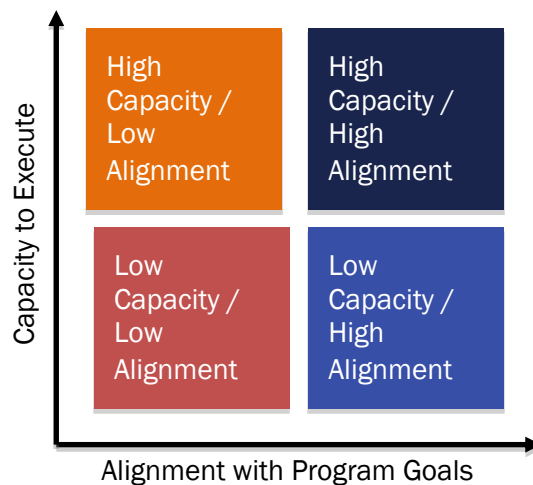 Capacity to Execute
High
Capacity /
Low
Alignment
High
Capacity /
High
Alignment
Low
Capacity /
Low
Alignment
Low
Capacity /
High
Alignment
Alignment with Program Goals